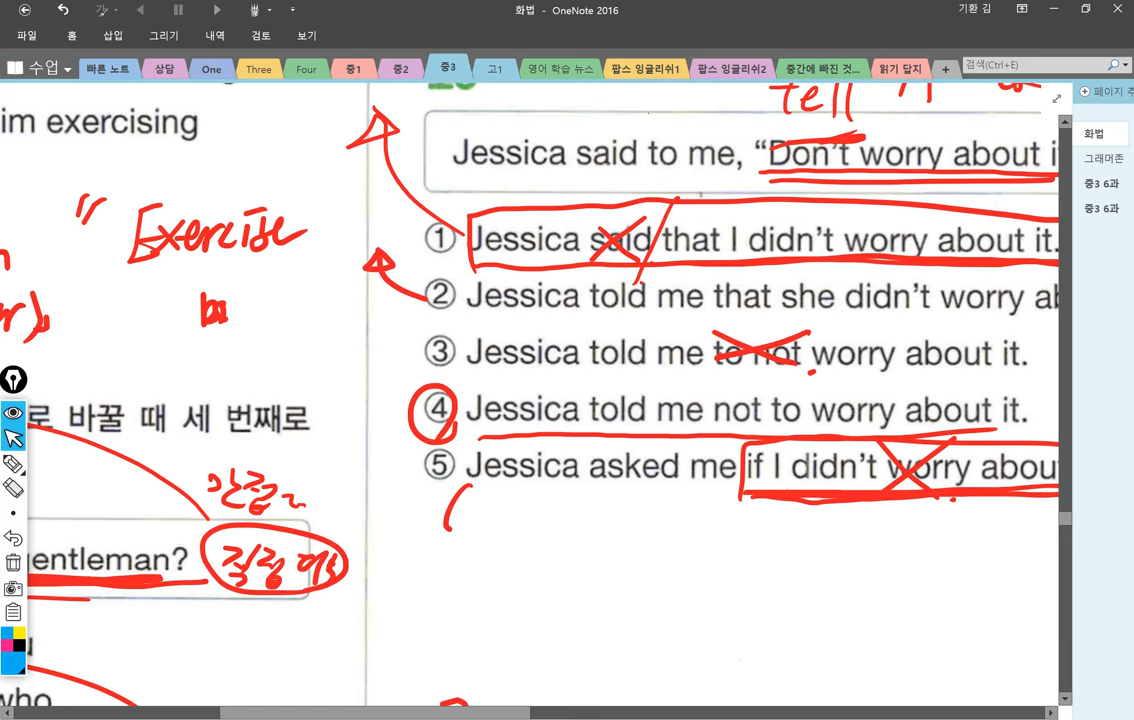 화법 - OneNote 2016
기환 김
파일 홈 삽입 그리기 내역 검토 보기
수업 빠른 노트 상담 One Three Four 중1 중2 중3 고1 영어 학습 뉴스 팝스 잉글리쉬1 팝스 잉글리쉬2 중간에 빠진 것... 읽기 답지 + 검색(Ctrl+E)
페이지 추
화법
그래머존
중3 6과
중3 6과
im exercising
" Exercise
로 바꿀 때 세 번째로
간접
gentleman?
직접
who
tell
Jessica said to me, “Don't worry about i
① Jessica said that I didn't worry about it.
② Jessica told me that she didn't worry ab
③ Jessica told me to not worry about it.
④ Jessica told me not to worry about it.
⑤ Jessica asked me if I didn't worry abou